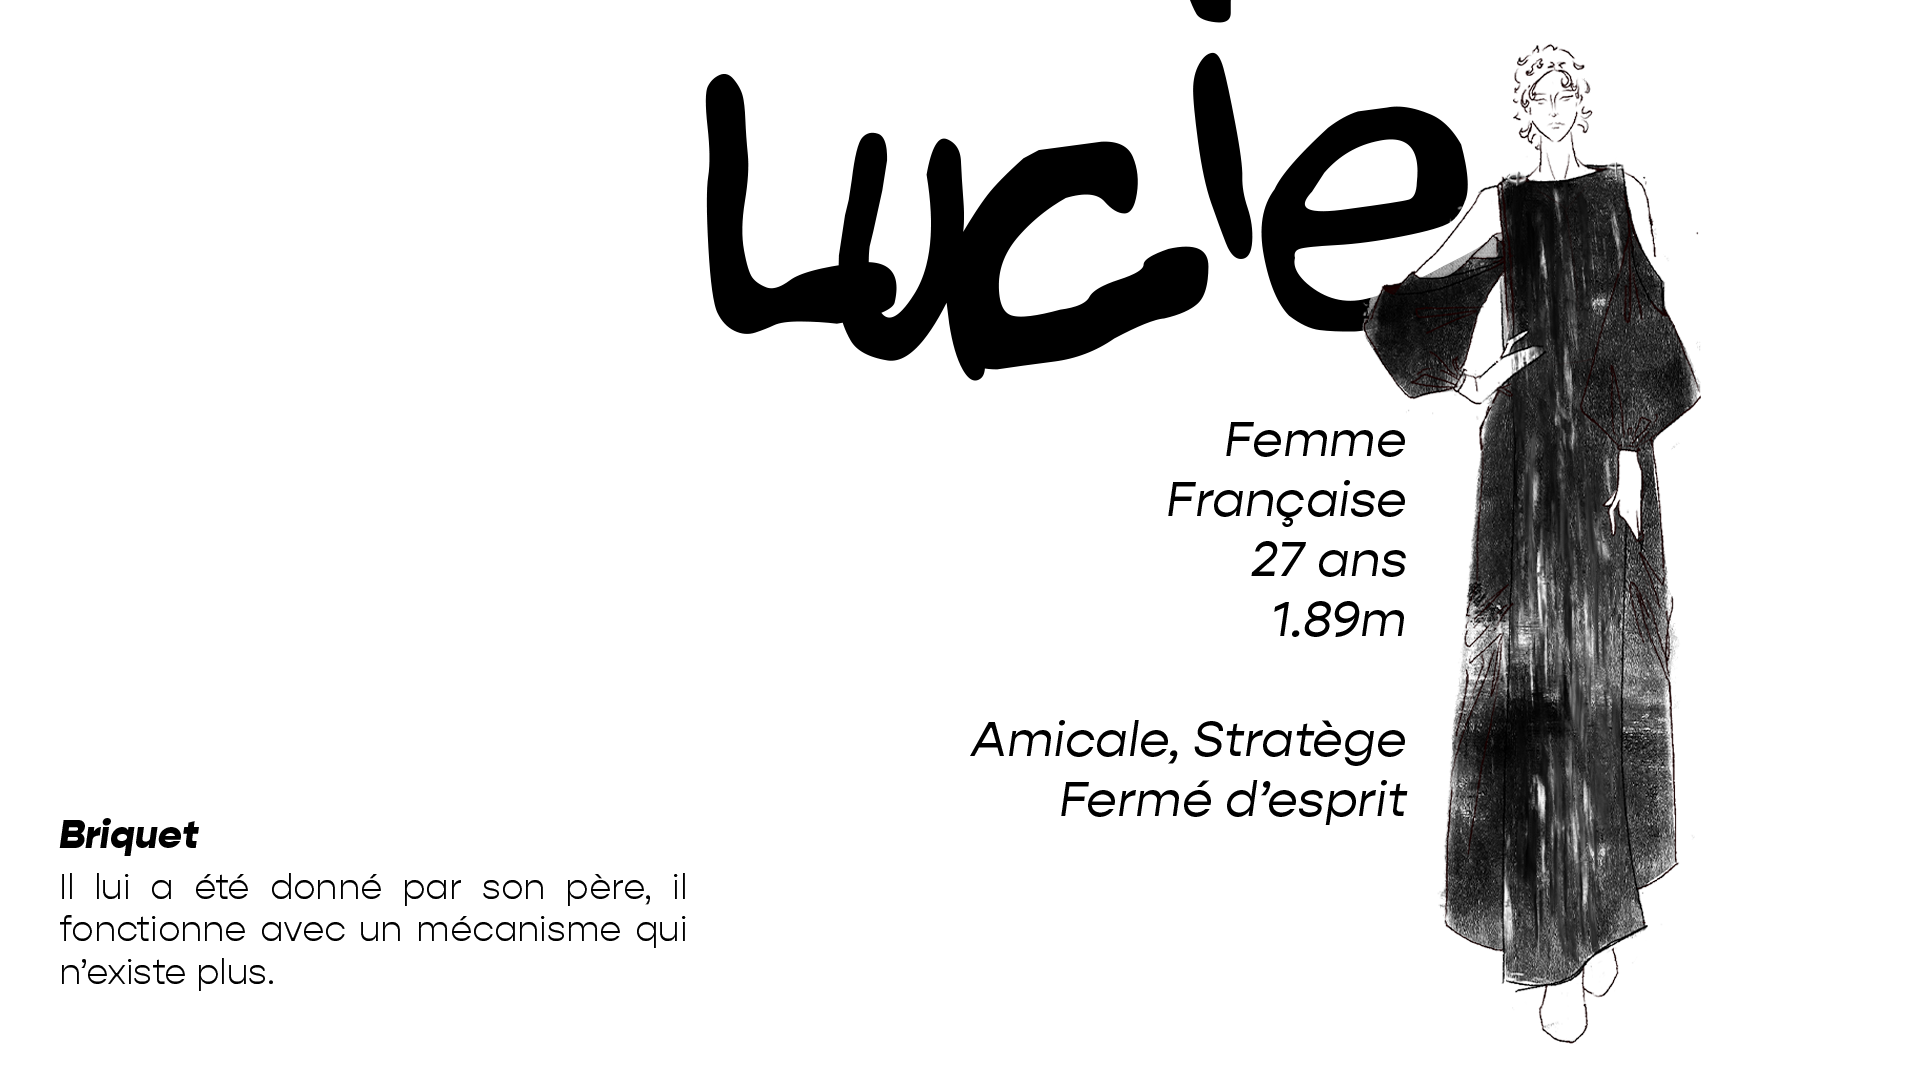 Lucie
Femme
Française
27 ans
1.89m
Amicale, Stratège
Fermé d’esprit
Briquet
Il lui a été donné par son père, il
fonctionne avec un mécanisme qui
n’existe plus.